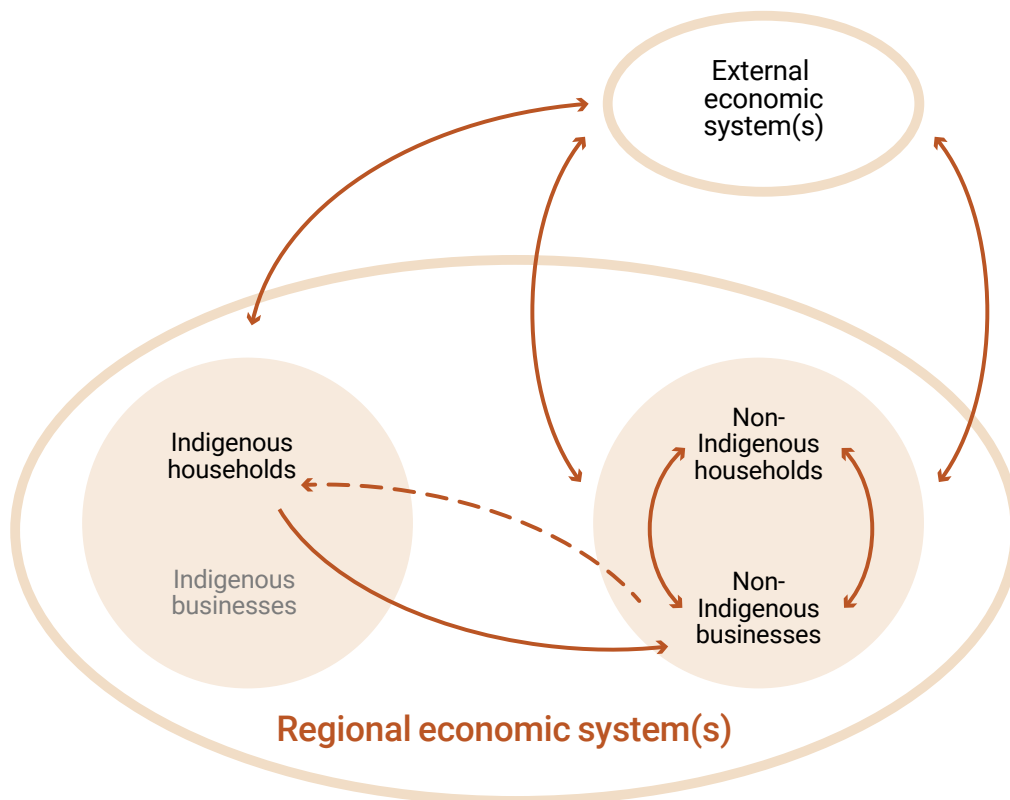 External
economic
system(s)
Indigenous
households
Non-
Indigenous
households
Indigenous
businesses
Non-
Indigenous
businesses
Regional economic system(s)